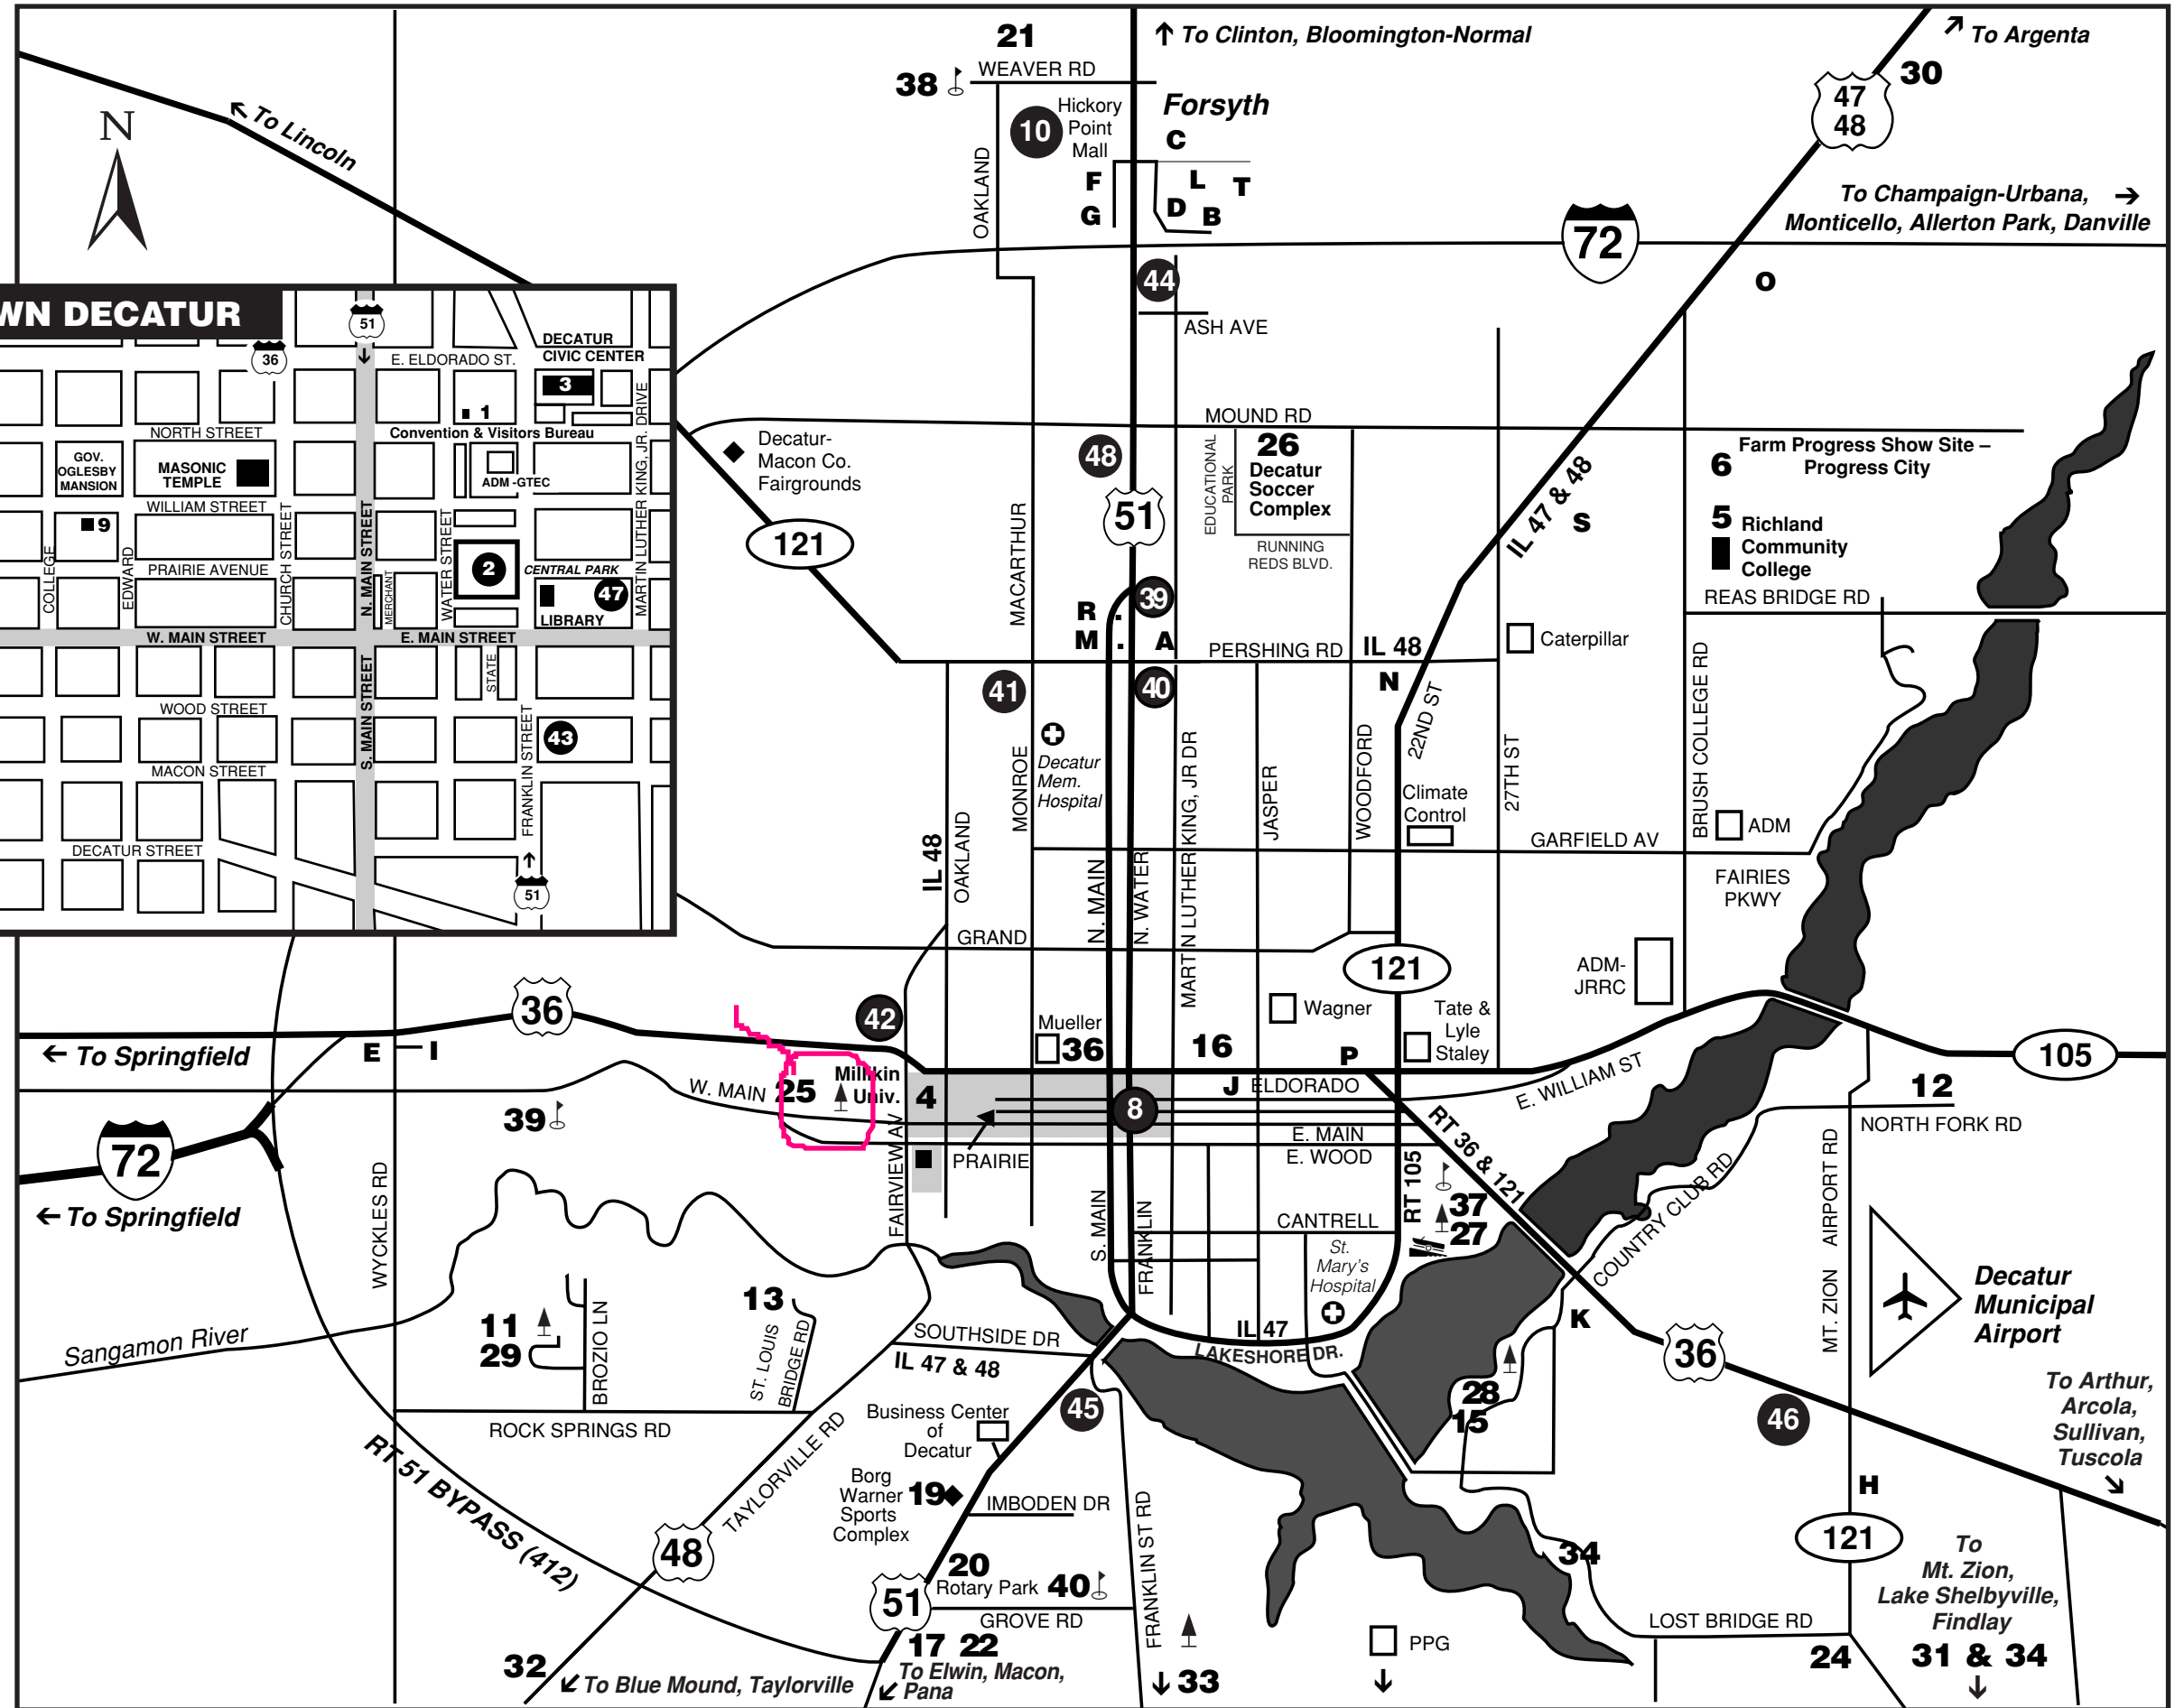 21
↑ To Clinton, Bloomington-Normal
↗ To Argenta
38
WEAVER RD
30
47
48
Forsyth
10
Hickory
Point
Mall
C
N
↖ To Lincoln
OAKLAND
F
L
T
G
D
B
To Champaign-Urbana, →
Monticello, Allerton Park, Danville
72
O
44
ASH AVE
WN DECATUR
51
36
E. ELDORADO ST.
DECATUR
CIVIC CENTER
3
1
NORTH STREET
Convention & Visitors Bureau
GOV.
OGLESBY
MANSION
MASONIC
TEMPLE
ADM -GTEC
WILLIAM STREET
9
COLLEGE
EDWARD
CHURCH STREET
N. MAIN STREET
MERCHANT
WATER STREET
MARTIN LUTHER KING, JR. DRIVE
PRAIRIE AVENUE
2
CENTRAL PARK
47
LIBRARY
W. MAIN STREET
E. MAIN STREET
STATE
S. MAIN STREET
WOOD STREET
43
FRANKLIN STREET
MACON STREET
DECATUR STREET
51
MOUND RD
Decatur-
Macon Co.
Fairgrounds
48
EDUCATIONAL
PARK
26
Decatur
Soccer
Complex
RUNNING
REDS BLVD.
51
121
MACARTHUR
IL 47 & 48
S
6
Farm Progress Show Site –
Progress City
5
Richland
Community
College
REAS BRIDGE RD
R
39
M
A
PERSHING RD
IL 48
Caterpillar
N
41
40
Decatur
Mem.
Hospital
MONROE
MARTIN LUTHER KING, JR DR
JASPER
WOODFORD
22ND ST
27TH ST
BRUSH COLLEGE RD
Climate
Control
ADM
GARFIELD AV
FAIRIES
PKWY
IL 48
OAKLAND
N. MAIN
N. WATER
GRAND
121
ADM-
JRRC
36
42
Mueller
36
Wagner
Tate &
Lyle
Staley
← To Springfield
E
I
16
P
105
W. MAIN
25
Millikin
Univ.
4
8
J
ELDORADO
E. WILLIAM ST
12
NORTH FORK RD
39
72
← To Springfield
FAIRVIEW AV
PRAIRIE
E. MAIN
E. WOOD
RT 36 & 121
RT 105
37
27
CANTRELL
COUNTRY CLUB RD
MT. ZION
AIRPORT RD
WYCKLES RD
S. MAIN
FRANKLIN
St.
Mary's
Hospital
Decatur
Municipal
Airport
K
36
Sangamon River
11
29
BROZIO LN
13
ST. LOUIS
BRIDGE RD
SOUTHSIDE DR
IL 47 & 48
IL 47
LAKESHORE DR.
28
15
46
To Arthur,
Arcola,
Sullivan,
Tuscola
45
Business Center
of
Decatur
ROCK SPRINGS RD
RT 51 BYPASS (412)
TAYLORVILLE RD
Borg
Warner
Sports
Complex
19
IMBODEN DR
H
121
48
20
Rotary Park
40
51
GROVE RD
FRANKLIN ST RD
34
PPG
LOST BRIDGE RD
To
Mt. Zion,
Lake Shelbyville,
Findlay
17 22
32
↙ To Blue Mound, Taylorville
To Elwin, Macon,
↙ Pana
↓ 33
↓
24
31 & 34
↓